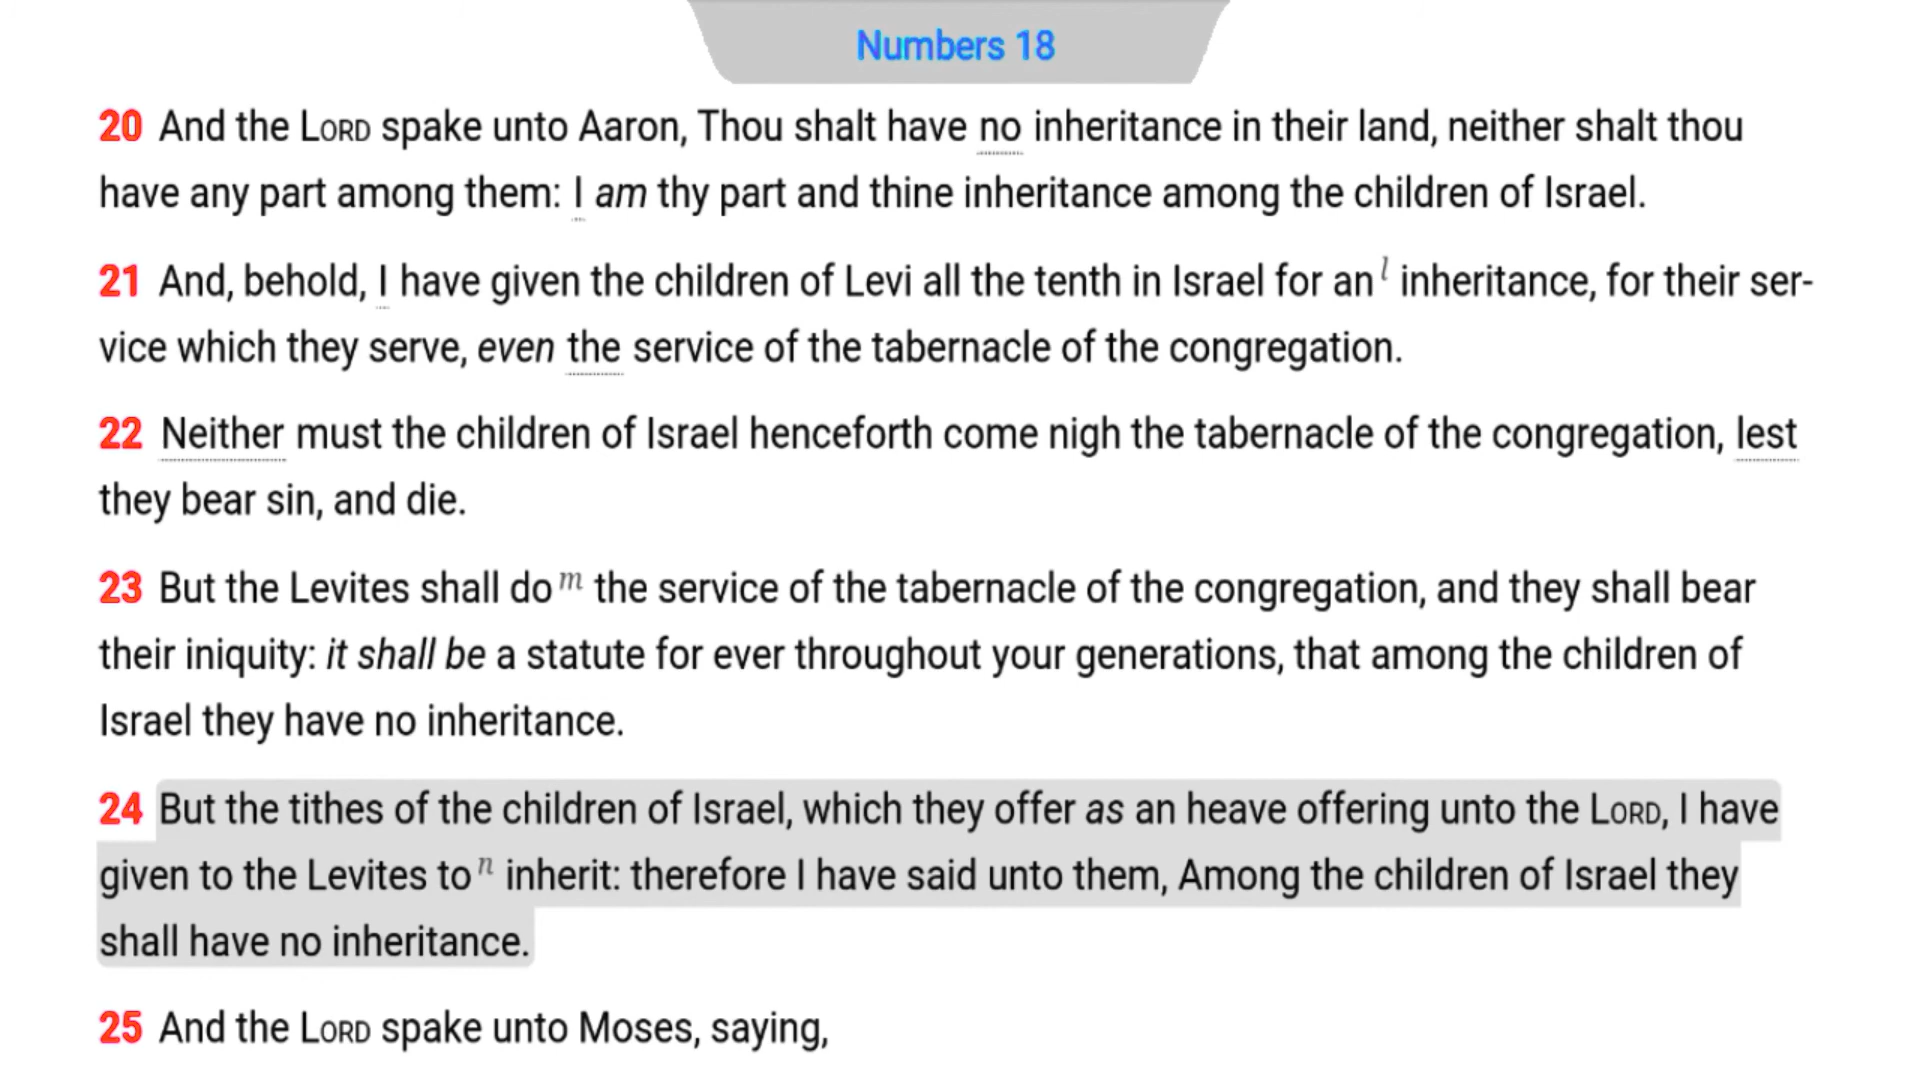 Numbers 18
20 And the LORD spake unto Aaron, Thou shalt have no inheritance in their land, neither shalt thou
have any part among them: I am thy part and thine inheritance among the children of Israel.
21 And, behold, I have given the children of Levi all the tenth in Israel for an l inheritance, for their ser-
vice which they serve, even the service of the tabernacle of the congregation.
22 Neither must the children of Israel henceforth come nigh the tabernacle of the congregation, lest
they bear sin, and die.
23 But the Levites shall do m the service of the tabernacle of the congregation, and they shall bear
their iniquity: it shall be a statute for ever throughout your generations, that among the children of
Israel they have no inheritance.
24 But the tithes of the children of Israel, which they offer as an heave offering unto the LORD, I have
given to the Levites to n inherit: therefore I have said unto them, Among the children of Israel they
shall have no inheritance.
25 And the LORD spake unto Moses, saying,